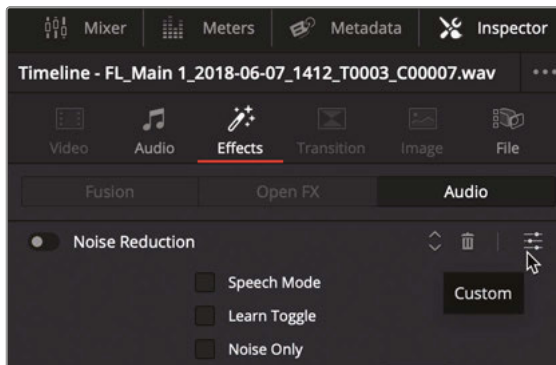 Mixer Meters Metadata Inspector
Timeline - FL_Main 1_2018-06-07_1412_T0003_C00007.wav
Video Audio Effects Transition Image File
Fusion Open FX Audio
Noise Reduction
Speech Mode
Custom
Learn Toggle
Noise Only